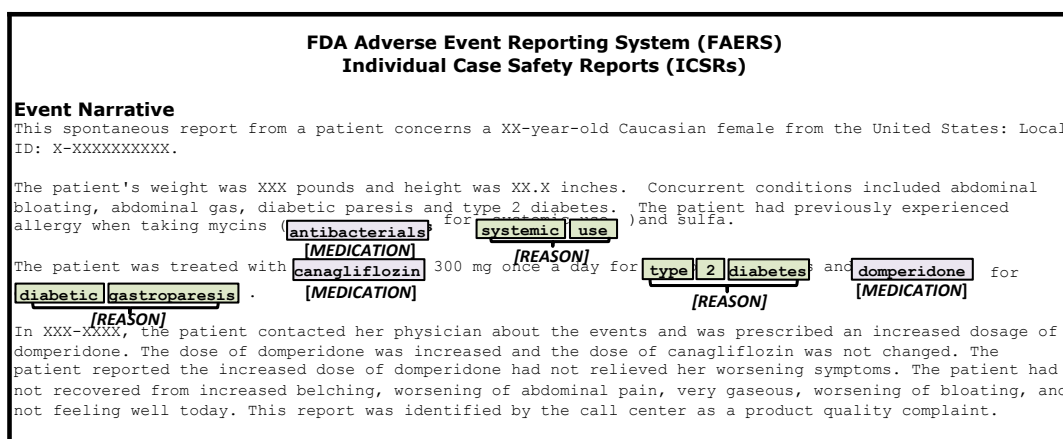 FDA Adverse Event Reporting System (FAERS)
Individual Case Safety Reports (ICSRs)
Event Narrative
This spontaneous report from a patient concerns a XX-year-old Caucasian female from the United States: Local
ID: X-XXXXXXXXXX.
The patient's weight was XXX pounds and height was XX.X inches. Concurrent conditions included abdominal
bloating, abdominal gas, diabetic paresis and type 2 diabetes. The patient had previously experienced
allergy when taking mycins (antibacterials for systemic use )and sulfa.
[MEDICATION] [REASON]
The patient was treated with canagliflozin 300 mg once a day for type 2 diabetes and domperidone for
[MEDICATION] [REASON] [MEDICATION]
diabetic gastroparesis .
[REASON]
In XXX-XXXX, the patient contacted her physician about the events and was prescribed an increased dosage of
domperidone. The dose of domperidone was increased and the dose of canagliflozin was not changed. The
patient reported the increased dose of domperidone had not relieved her worsening symptoms. The patient had
not recovered from increased belching, worsening of abdominal pain, very gaseous, worsening of bloating, and
not feeling well today. This report was identified by the call center as a product quality complaint.